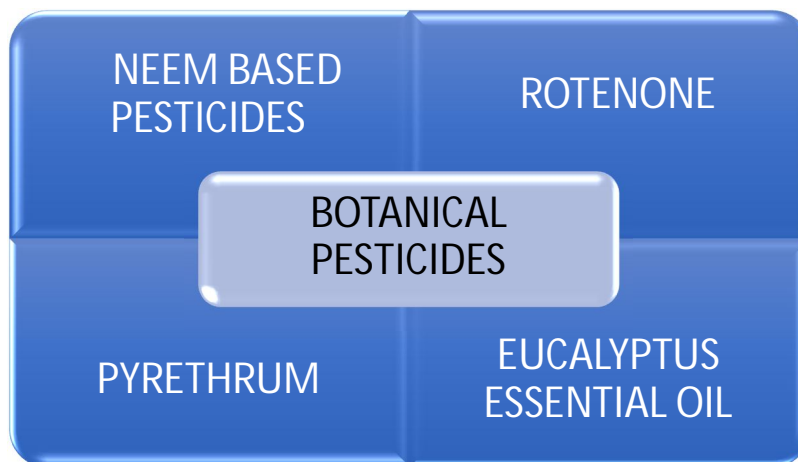 NEEM BASED
PESTICIDES
ROTENONE
BOTANICAL
PESTICIDES
PYRETHRUM
EUCALYPTUS
ESSENTIAL OIL